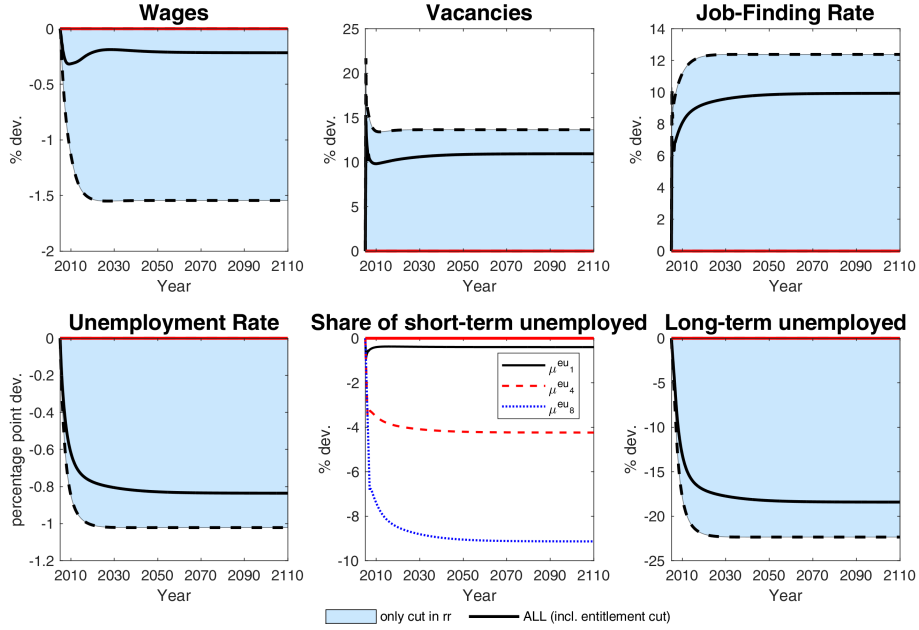 Wages
0
-0.5
-1
-1.5
-2
% dev.
2010 2030 2050 2070 2090 2110
Year
Vacancies
25
20
15
10
5
0
% dev.
2010 2030 2050 2070 2090 2110
Year
Job-Finding Rate
14
12
10
8
6
4
2
0
% dev.
2010 2030 2050 2070 2090 2110
Year
Unemployment Rate
0
-0.2
-0.4
-0.6
-0.8
-1
-1.2
percentage point dev.
2010 2030 2050 2070 2090 2110
Year
Share of short-term unemployed
0
-2
-4
-6
-8
-10
% dev.
μ^eu_1
μ^eu_4
μ^eu_8
2010 2030 2050 2070 2090 2110
Year
Long-term unemployed
0
-5
-10
-15
-20
-25
% dev.
2010 2030 2050 2070 2090 2110
Year
only cut in rr ALL (incl. entitlement cut)